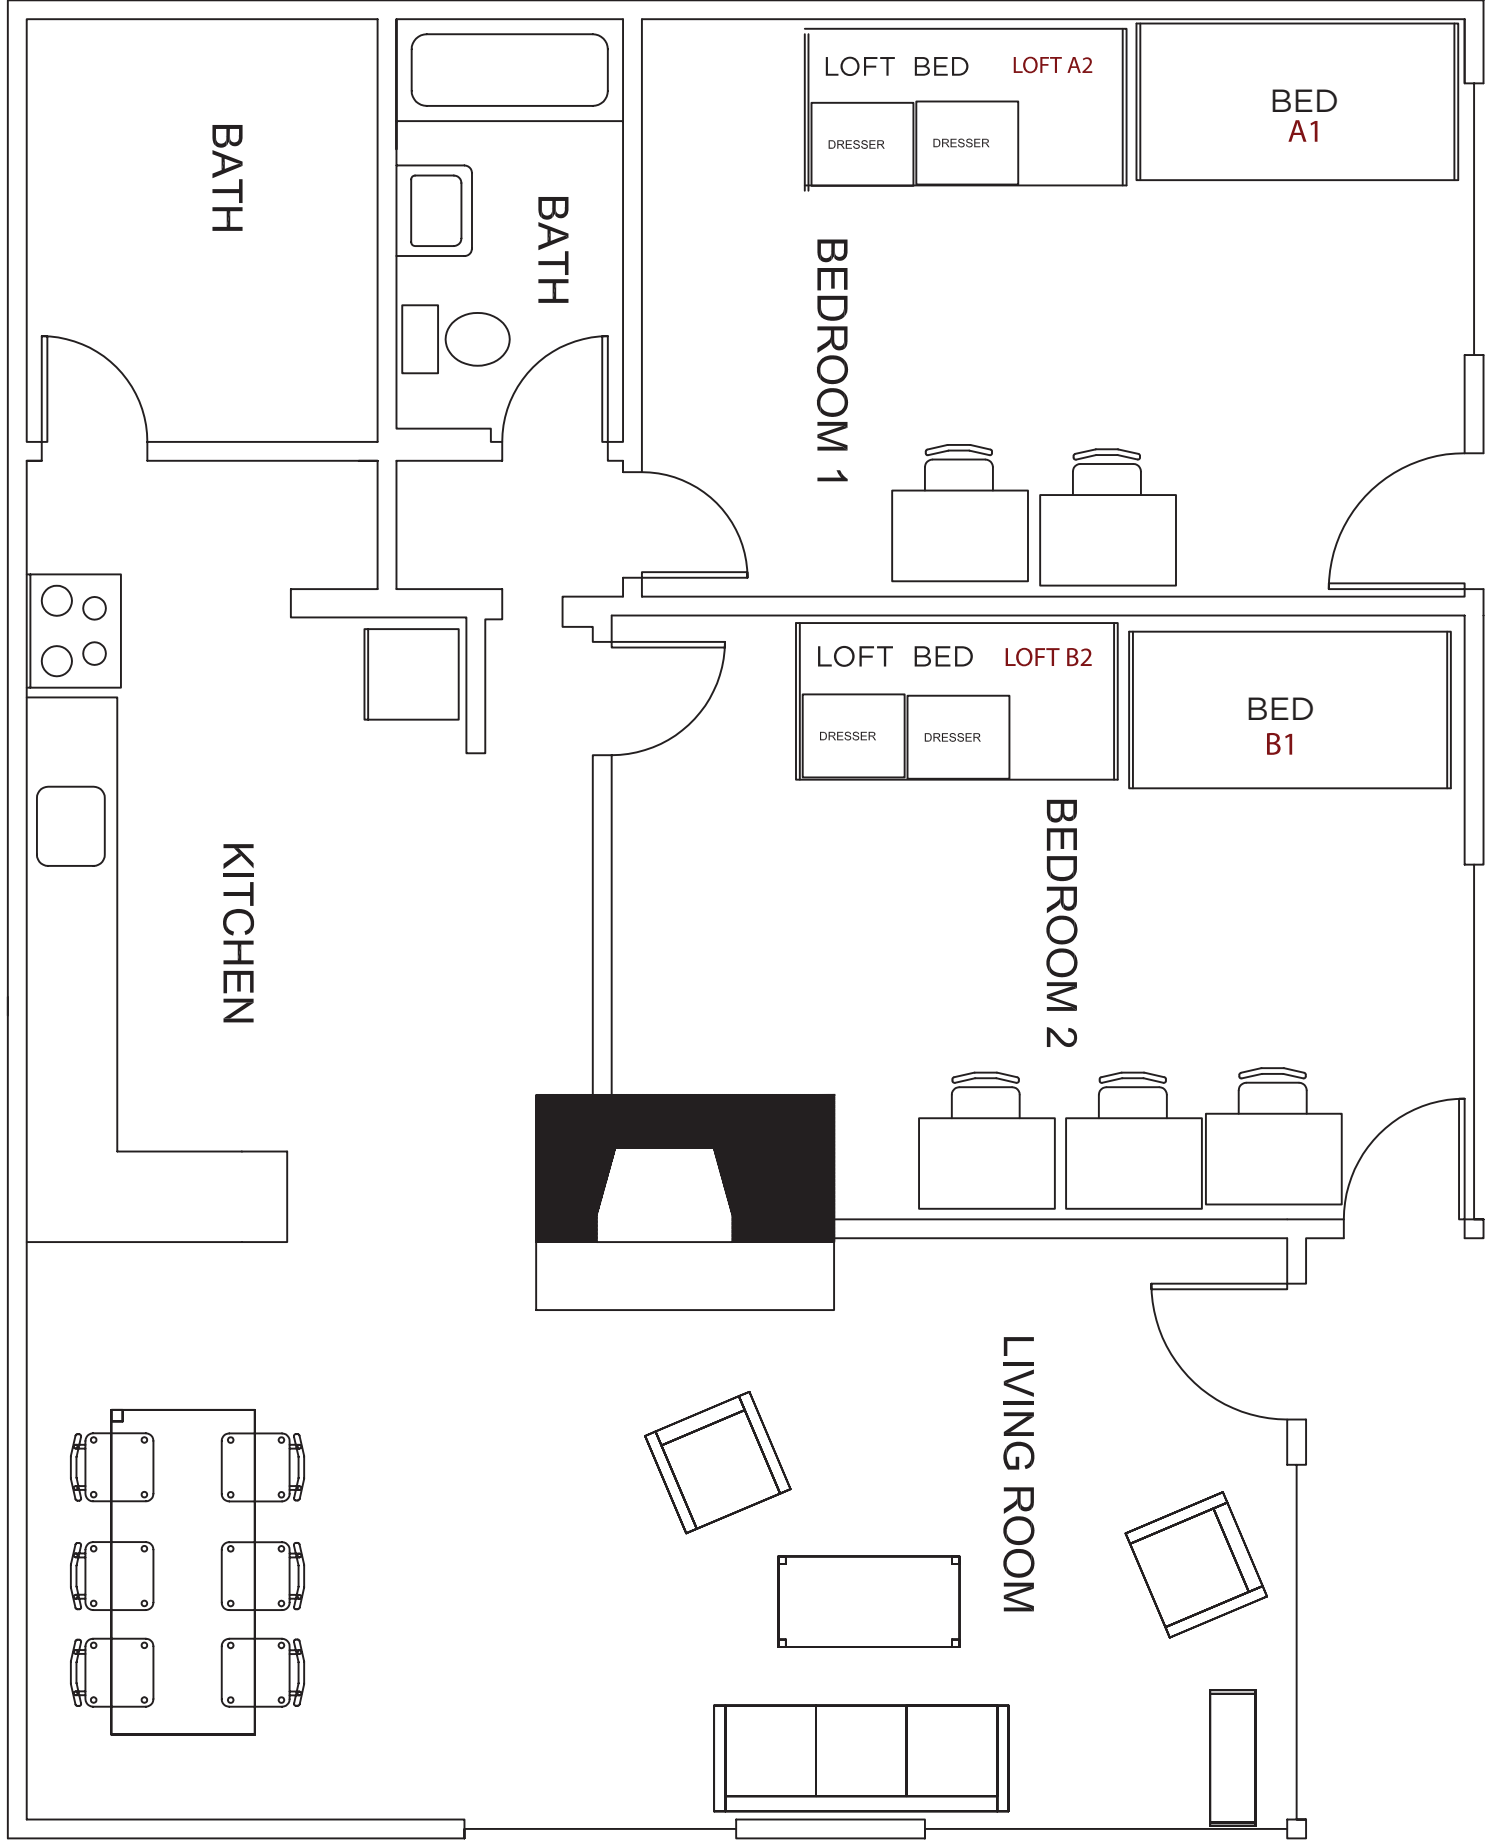 LOFT BED LOFT A2
DRESSER DRESSER
BED
A1
BATH
BATH
BEDROOM 1
LOFT BED LOFT B2
DRESSER DRESSER
BED
B1
BEDROOM 2
KITCHEN
LIVING ROOM